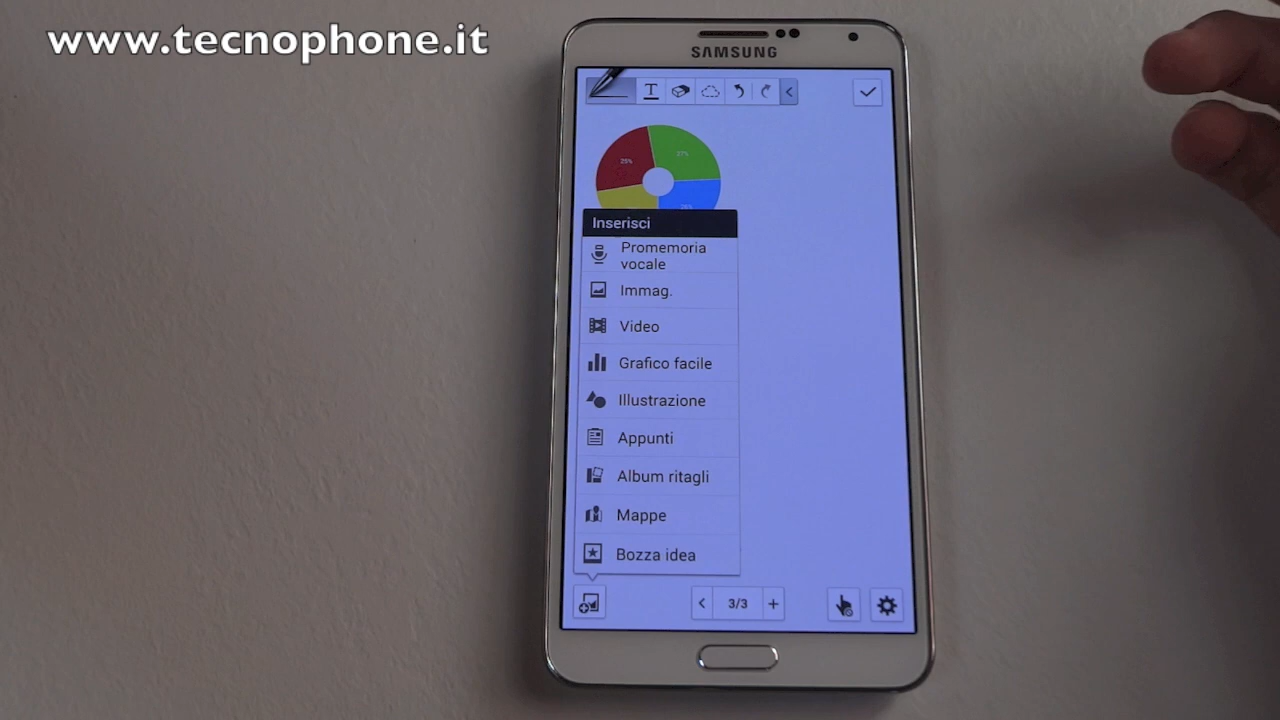 www.tecnophone.it
SAMSUNG
T
Inserisci
Promemoria
vocale
Immag.
Video
Grafico facile
Illustrazione
Appunti
Album ritagli
Mappe
Bozza idea
3/3